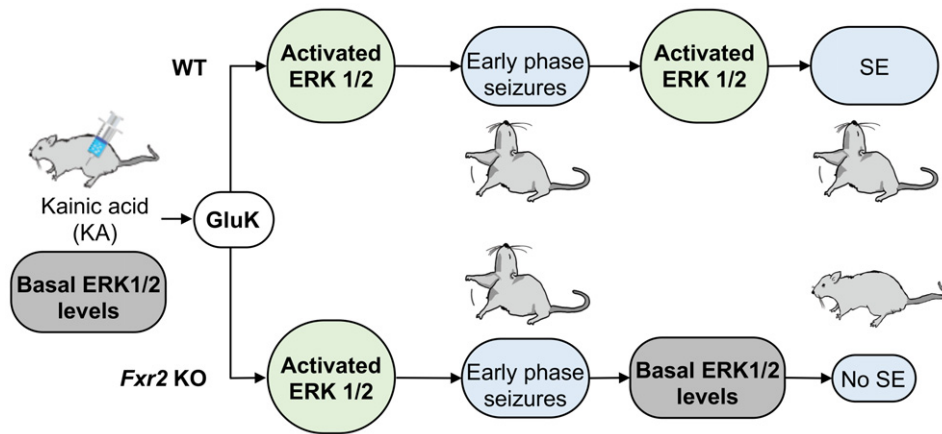 WT
Activated
ERK 1/2
Early phase
seizures
Activated
ERK 1/2
SE
Kainic acid
(KA)
GluK
Basal ERK1/2
levels
Fxr2 KO
Activated
ERK 1/2
Early phase
seizures
Basal ERK1/2
levels
No SE